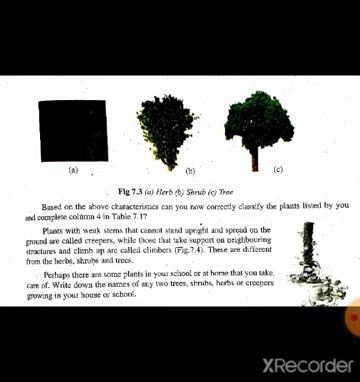 (a)
(b)
(c)
Fig 7.3 (a) Herb (b) Shrub (c) Tree
Based on the above characteristics can you now correctly classify the plants listed by you
and complete column 4 in Table 7.1?
Plants with weak stems that cannot stand upright and spread on the
ground are called creepers, while those that take support on neighbouring
structures and climb up are called climbers (Fig.7.4). These are different
from the herbs, shrubs and trees.
Perhaps there are some plants in your school or at home that you take
care of. Write down the names of any two trees, shrubs, herbs or creepers
growing in your house or school.
XRecorder